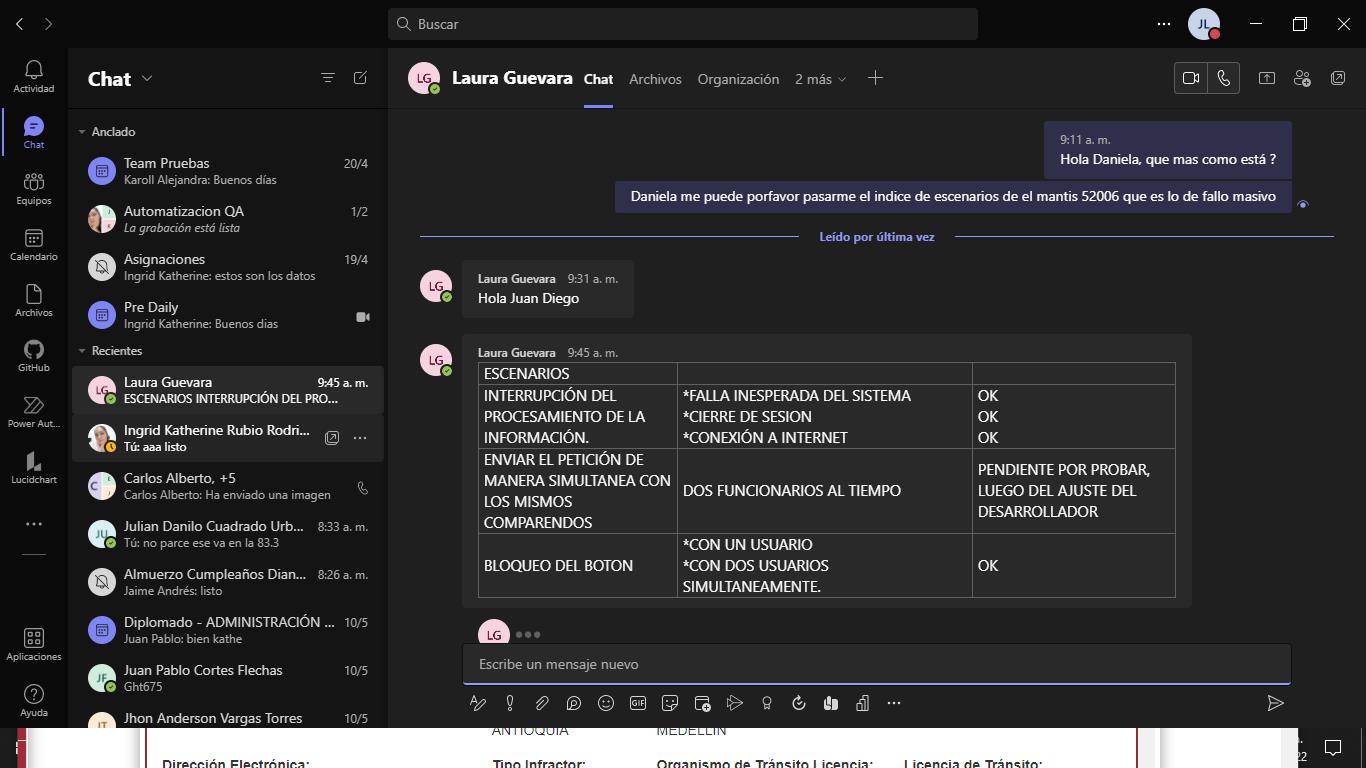 Buscar
JL
Actividad
Chat
Equipos
Calendario
Archivos
GitHub
Power Aut...
Lucidchart
Aplicaciones
Ayuda
Chat
Anclado
Team Pruebas 20/4
Karoll Alejandra: Buenos días
Automatizacion QA 1/2
La grabación está lista
Asignaciones 19/4
Ingrid Katherine: estos son los datos
Pre Daily
Ingrid Katherine: Buenos dias
Recientes
LG
Laura Guevara 9:45 a. m.
ESCENARIOS INTERRUPCIÓN DEL PRO...
Ingrid Katherine Rubio Rodri...
Tú: aaa listo
C
Carlos Alberto, +5
Carlos Alberto: Ha enviado una imagen
JU
Julian Danilo Cuadrado Urb... 8:33 a. m.
Tú: no parce ese va en la 83.3
Almuerzo Cumpleaños Dian... 8:26 a. m.
Jaime Andrés: listo
Diplomado - ADMINISTRACIÓN ... 10/5
Juan Pablo: bien kathe
JF
Juan Pablo Cortes Flechas 10/5
Ght675
JT
Jhon Anderson Vargas Torres 10/5
LG
Laura Guevara Chat Archivos Organización 2 más
9:11 a. m.
Hola Daniela, que mas como está ?
Daniela me puede porfavor pasarme el indice de escenarios de el mantis 52006 que es lo de fallo masivo
Leído por última vez
LG
Laura Guevara 9:31 a. m.
Hola Juan Diego
LG
Laura Guevara 9:45 a. m.
ESCENARIOS
INTERRUPCIÓN DEL *FALLA INESPERADA DEL SISTEMA OK
PROCESAMIENTO DE LA *CIERRE DE SESION OK
INFORMACIÓN. *CONEXIÓN A INTERNET OK
ENVIAR EL PETICIÓN DE
MANERA SIMULTANEA CON
LOS MISMOS
COMPARENDOS
DOS FUNCIONARIOS AL TIEMPO
PENDIENTE POR PROBAR,
LUEGO DEL AJUSTE DEL
DESARROLLADOR
BLOQUEO DEL BOTON
*CON UN USUARIO
*CON DOS USUARIOS
SIMULTANEAMENTE.
OK
LG
Escribe un mensaje nuevo
GIF
ANTIOQUIA MEDELLIN
Dirección Electrónica: Tipo Infractor: Organismo de Tránsito Licencia: Licencia de Tránsito: